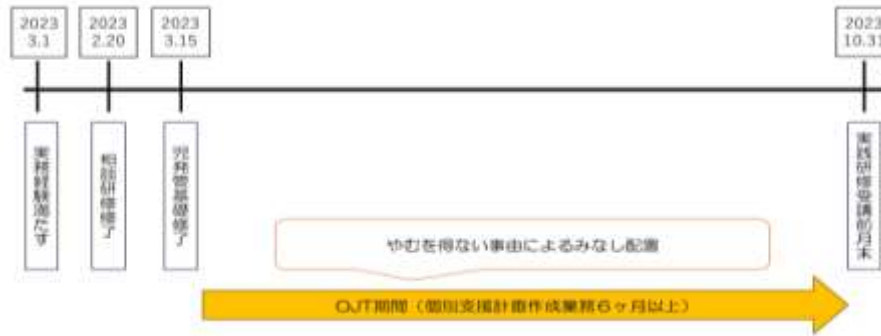 2023
3.1
2023
2.20
2023
3.15
2023
10.31
実務経験満たす
相談研修修了
児発管基礎修了
実践研修受講前月末
やむを得ない事由によるみなし配置
OJT期間（個別支援計画作成業務6ヶ月以上）